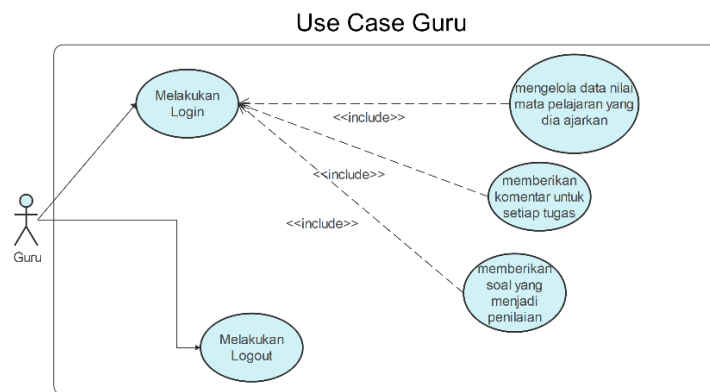 Use Case Guru
Melakukan
Login
mengelola data nilai
mata pelajaran yang
dia ajarkan
<<include>>
<<include>>
memberikan
komentar untuk
setiap tugas
<<include>>
Guru
memberikan
soal yang
menjadi
penilaian
Melakukan
Logout